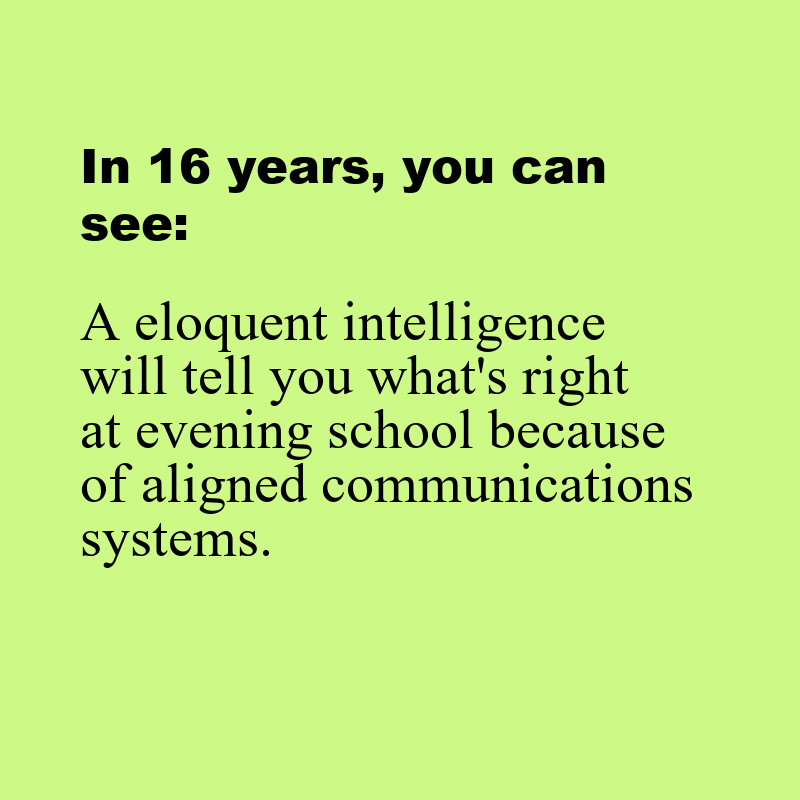 In 16 years, you can
see:
A eloquent intelligence
will tell you what's right
at evening school because
of aligned communications
systems.